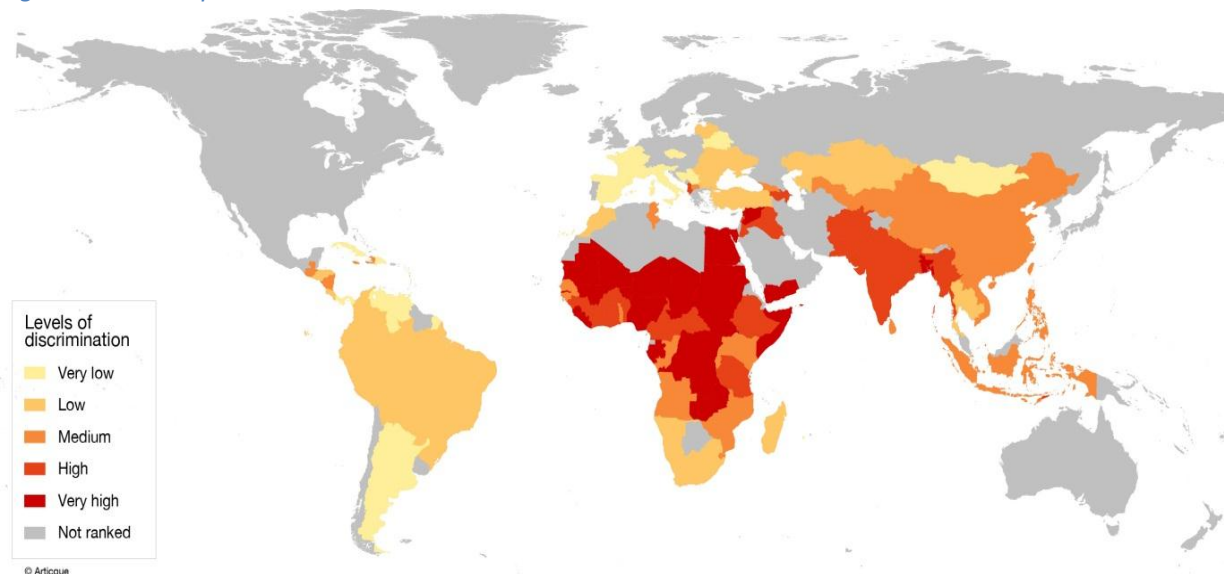 Levels of
discrimination
Very low
Low
Medium
High
Very high
Not ranked
© Articque